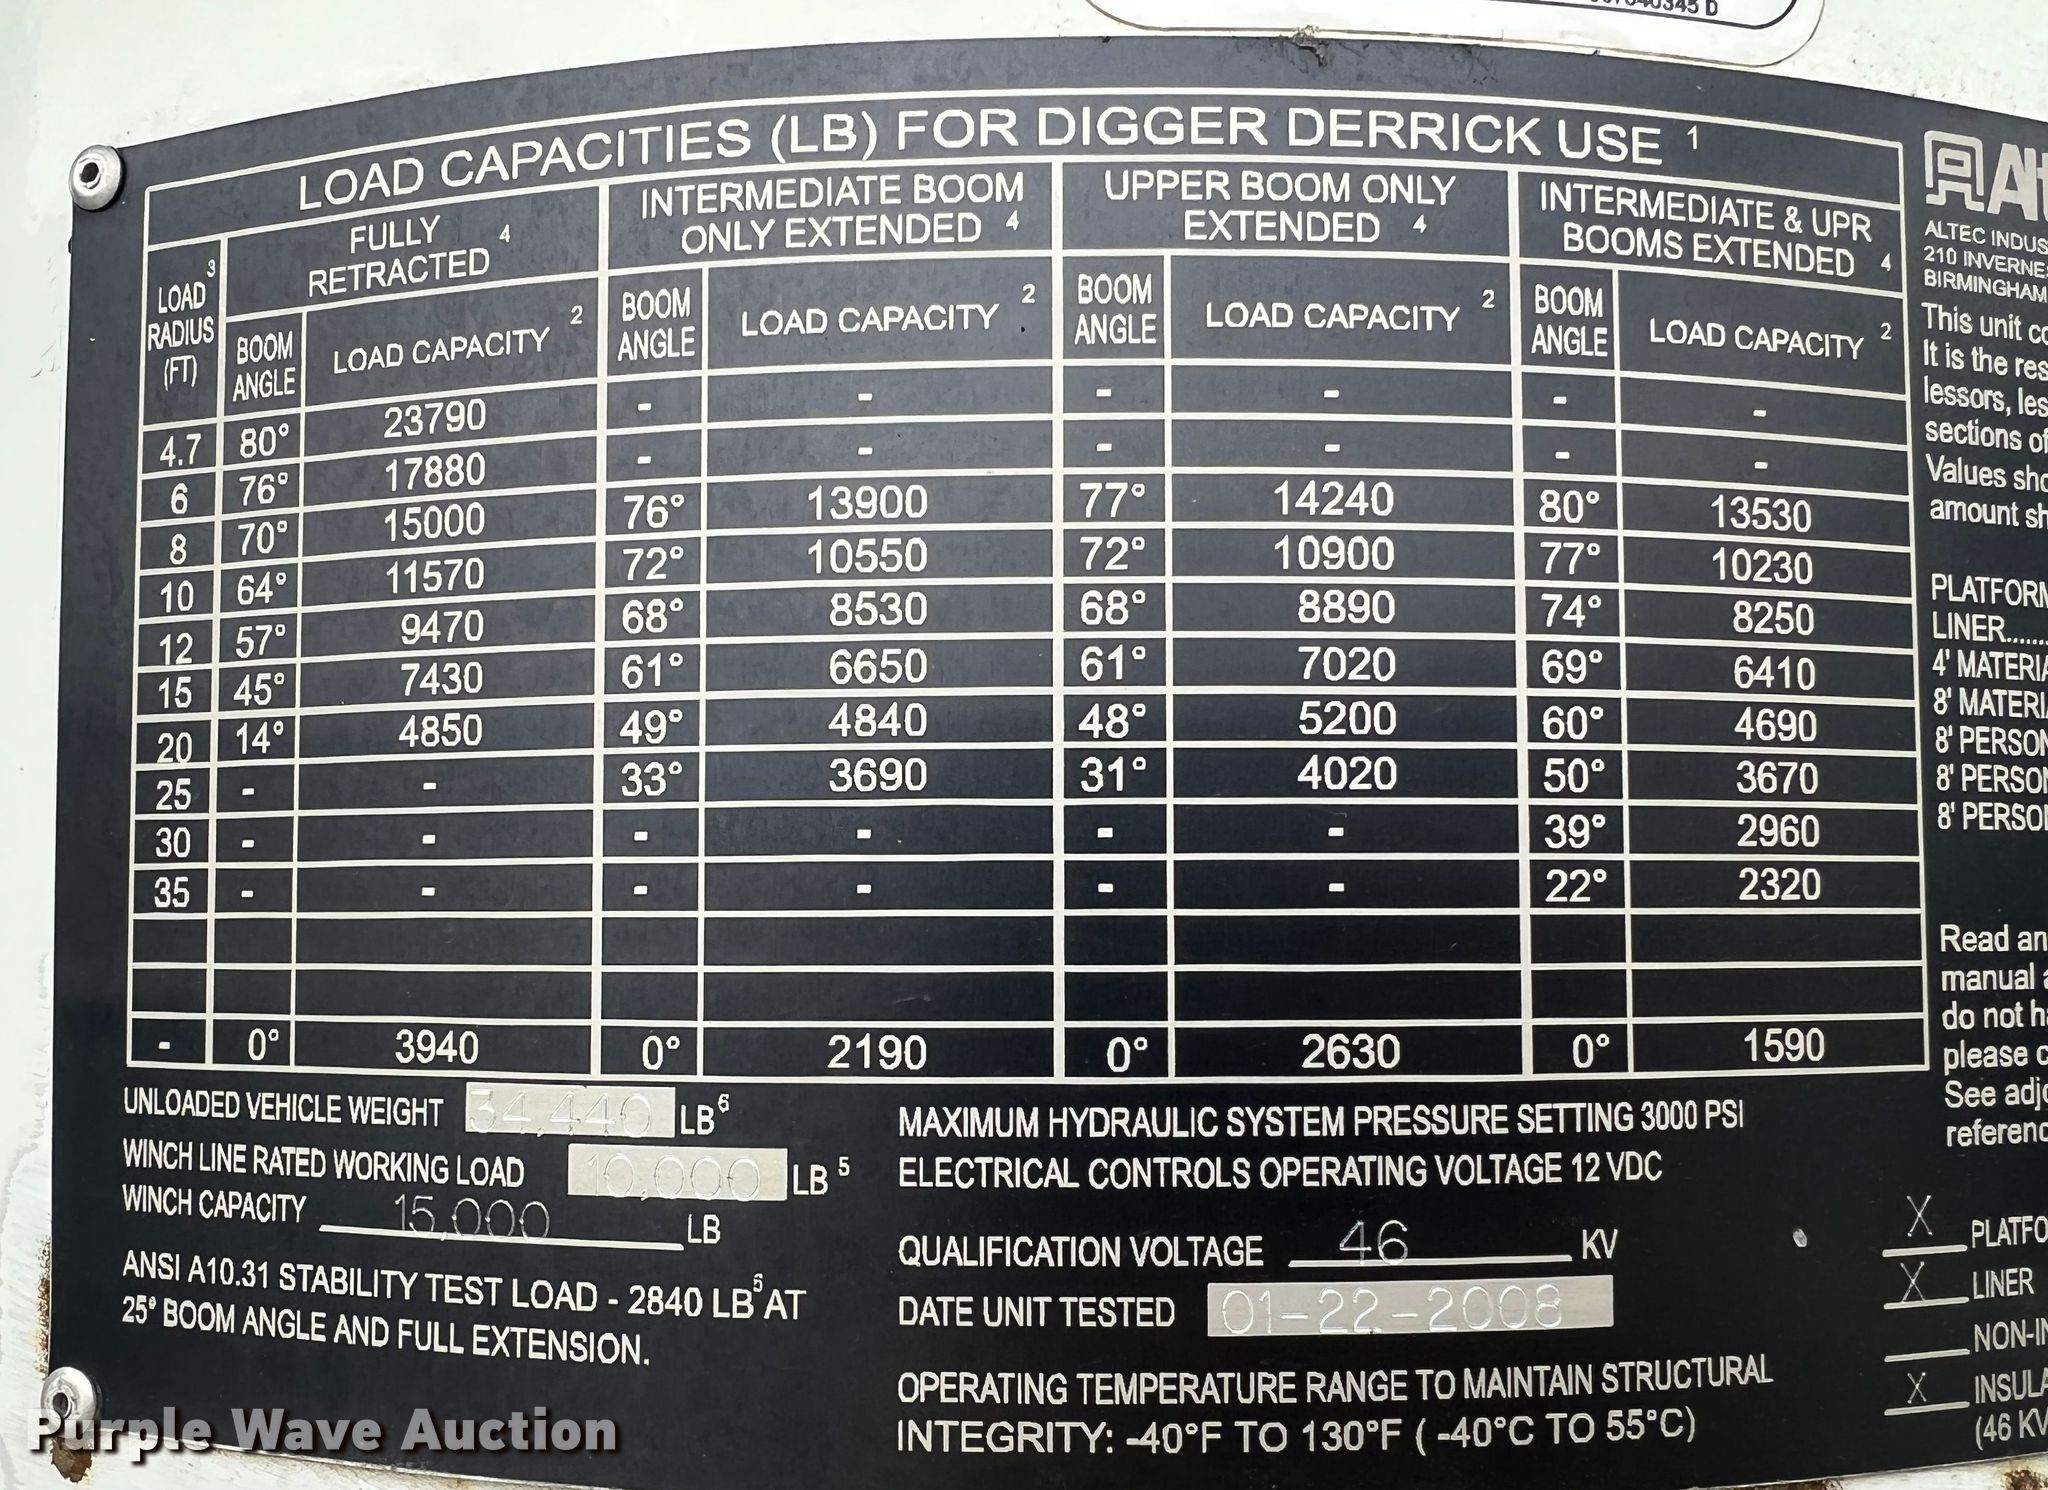 40345 D
LOAD CAPACITIES (LB) FOR DIGGER DERRICK USE 1
LOAD 3 RADIUS (FT)
FULLY RETRACTED 4
INTERMEDIATE BOOM ONLY EXTENDED 4
UPPER BOOM ONLY EXTENDED 4
INTERMEDIATE & UPR BOOMS EXTENDED 4
BOOM ANGLE LOAD CAPACITY 2 BOOM ANGLE LOAD CAPACITY 2 BOOM ANGLE LOAD CAPACITY 2 BOOM ANGLE LOAD CAPACITY 2
4.7 80° 23790 - - - - - -
6 76° 17880 - - - - - -
8 70° 15000 76° 13900 77° 14240 80° 13530
10 64° 11570 72° 10550 72° 10900 77° 10230
12 57° 9470 68° 8530 68° 8890 74° 8250
15 45° 7430 61° 6650 61° 7020 69° 6410
20 14° 4850 49° 4840 48° 5200 60° 4690
25 - - 33° 3690 31° 4020 50° 3670
30 - - - - - - 39° 2960
35 - - - - - - 22° 2320
- 0° 3940 0° 2190 0° 2630 0° 1590
UNLOADED VEHICLE WEIGHT 34,440 LB 6
WINCH LINE RATED WORKING LOAD 10,000 LB 5
WINCH CAPACITY 15,000 LB
ANSI A10.31 STABILITY TEST LOAD - 2840 LB 6 AT
25° BOOM ANGLE AND FULL EXTENSION.
MAXIMUM HYDRAULIC SYSTEM PRESSURE SETTING 3000 PSI
ELECTRICAL CONTROLS OPERATING VOLTAGE 12 VDC
QUALIFICATION VOLTAGE 46 KV
DATE UNIT TESTED 01-22-2008
OPERATING TEMPERATURE RANGE TO MAINTAIN STRUCTURAL
INTEGRITY: -40°F TO 130°F ( -40°C TO 55°C)
Alt
ALTEC INDUS
210 INVERNES
BIRMINGHAM
This unit co
It is the res
lessors, les
sections of
Values sho
amount sh
PLATFORM
LINER.......
4' MATERIA
8' MATERIA
8' PERSON
8' PERSON
8' PERSON
Read an
manual a
do not ha
please c
See adj
referenc
X PLATFO
X LINER
NON-IN
X INSULA
(46 KV
Purple Wave Auction